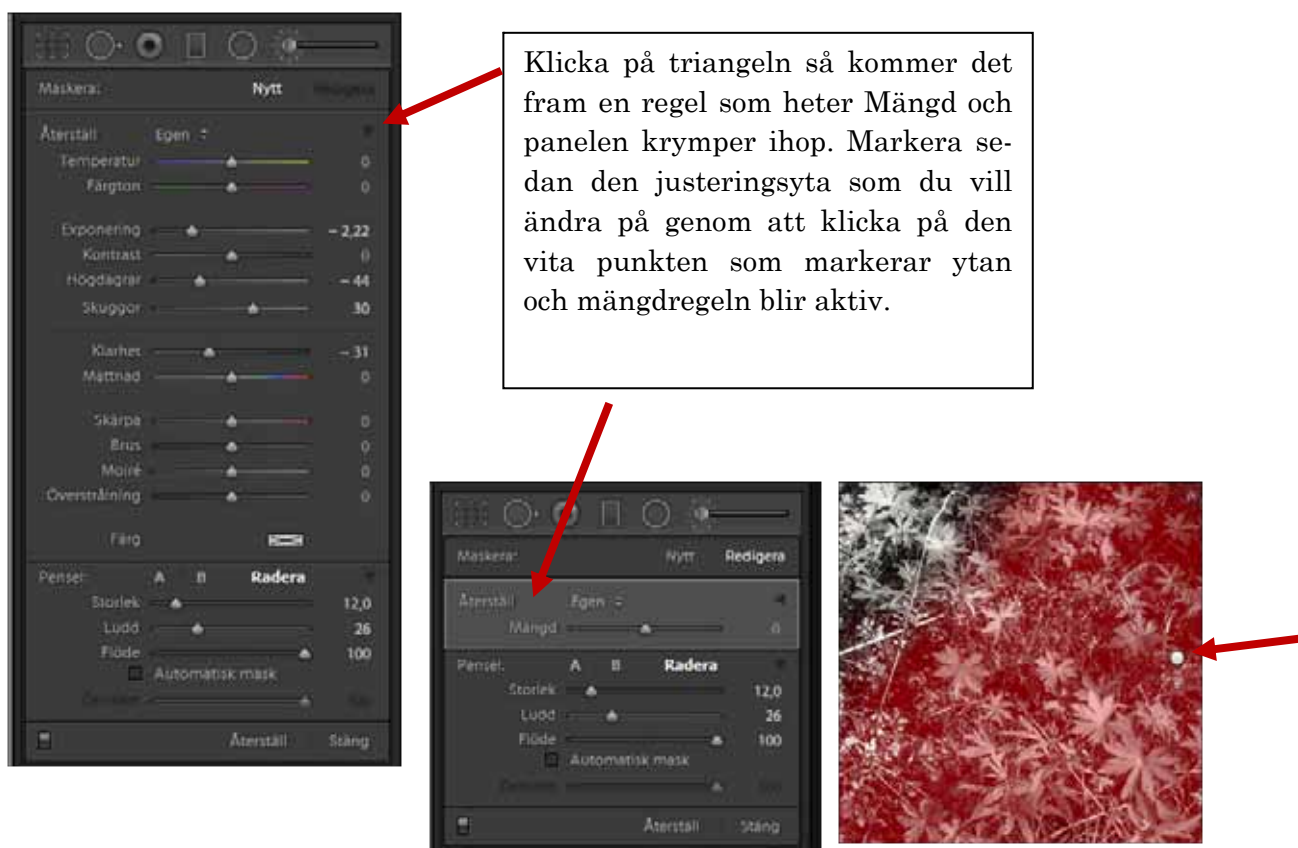 Maskera:
Nytt
Återställ
Egen
Temperatur
0
Färgton
0
Exponering
– 2,22
Kontrast
0
Högdagrar
– 44
Skuggor
30
Klarhet
– 31
Mättnad
0
Skärpa
0
Brus
0
Moiré
0
Överstrålning
0
Färg
Pensel:
A
B
Radera
Storlek
12,0
Ludd
26
Flöde
100
Automatisk mask
Återställ
Stäng
Klicka på triangeln så kommer det
fram en regel som heter Mängd och
panelen krymper ihop. Markera se-
dan den justeringsyta som du vill
ändra på genom att klicka på den
vita punkten som markerar ytan
och mängdregeln blir aktiv.
Maskera:
Nytt
Redigera
Återställ
Egen
Mängd
0
Pensel:
A
B
Radera
Storlek
12,0
Ludd
26
Flöde
100
Automatisk mask
Återställ
Stäng